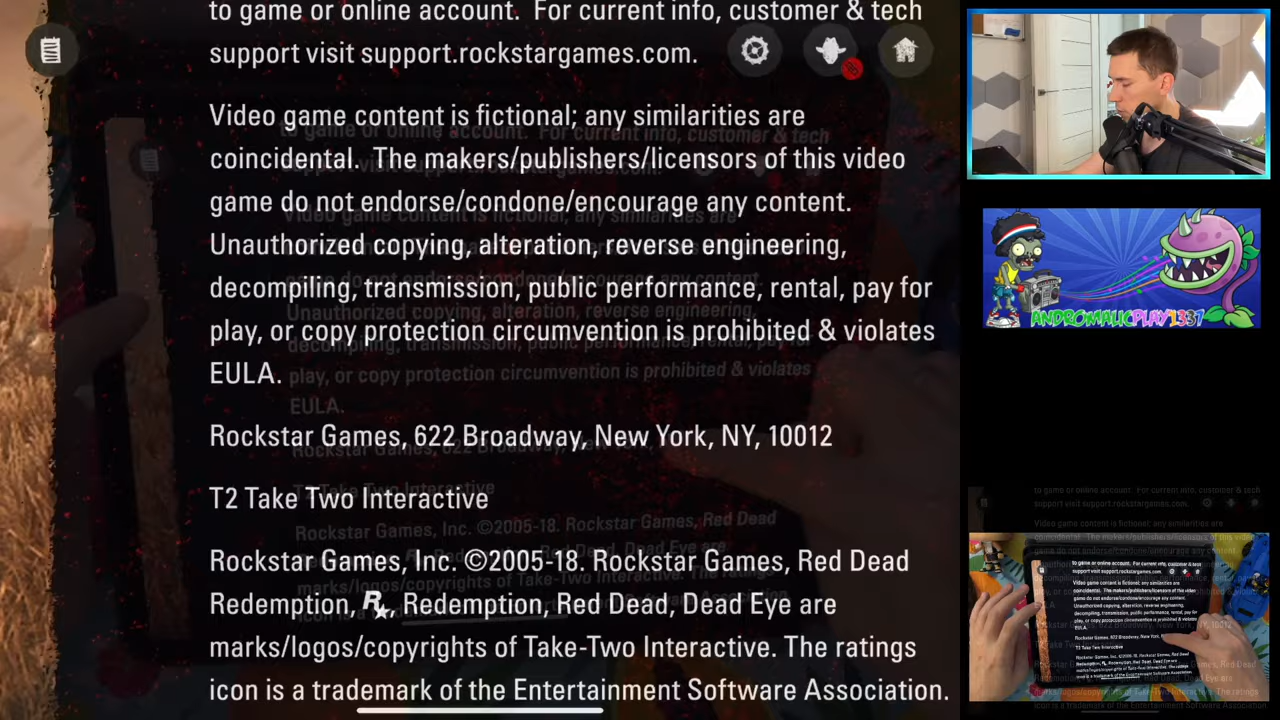 to game or online account.  For current info, customer & tech
support visit support.rockstargames.com.
Video game content is fictional; any similarities are
coincidental.  The makers/publishers/licensors of this video
game do not endorse/condone/encourage any content.
Unauthorized copying, alteration, reverse engineering,
decompiling, transmission, public performance, rental, pay for
play, or copy protection circumvention is prohibited & violates
EULA.
Rockstar Games, 622 Broadway, New York, NY, 10012
T2 Take Two Interactive
Rockstar Games, Inc. ©2005-18. Rockstar Games, Red Dead
Redemption, R★, Redemption, Red Dead, Dead Eye are
marks/logos/copyrights of Take-Two Interactive. The ratings
icon is a trademark of the Entertainment Software Association.
ANDROMALICPLAY1337